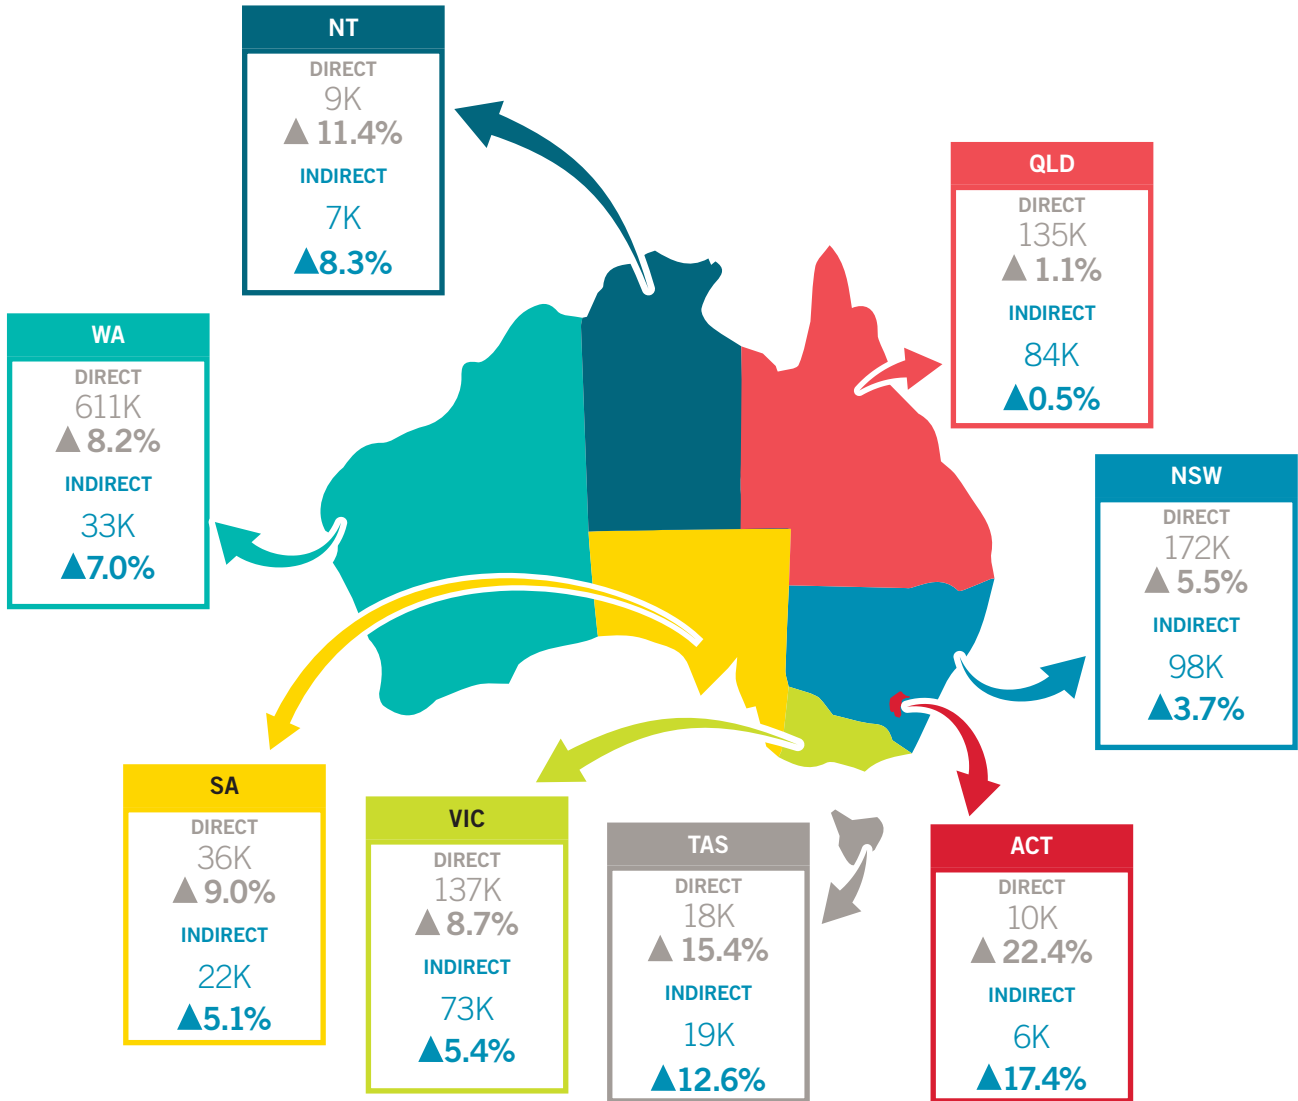 NT
DIRECT
9K
▲ 11.4%
INDIRECT
7K
▲8.3%
QLD
DIRECT
135K
▲ 1.1%
INDIRECT
84K
▲0.5%
WA
DIRECT
611K
▲ 8.2%
INDIRECT
33K
▲7.0%
NSW
DIRECT
172K
▲ 5.5%
INDIRECT
98K
▲3.7%
SA
DIRECT
36K
▲ 9.0%
INDIRECT
22K
▲5.1%
VIC
DIRECT
137K
▲ 8.7%
INDIRECT
73K
▲5.4%
TAS
DIRECT
18K
▲ 15.4%
INDIRECT
19K
▲12.6%
ACT
DIRECT
10K
▲ 22.4%
INDIRECT
6K
▲17.4%